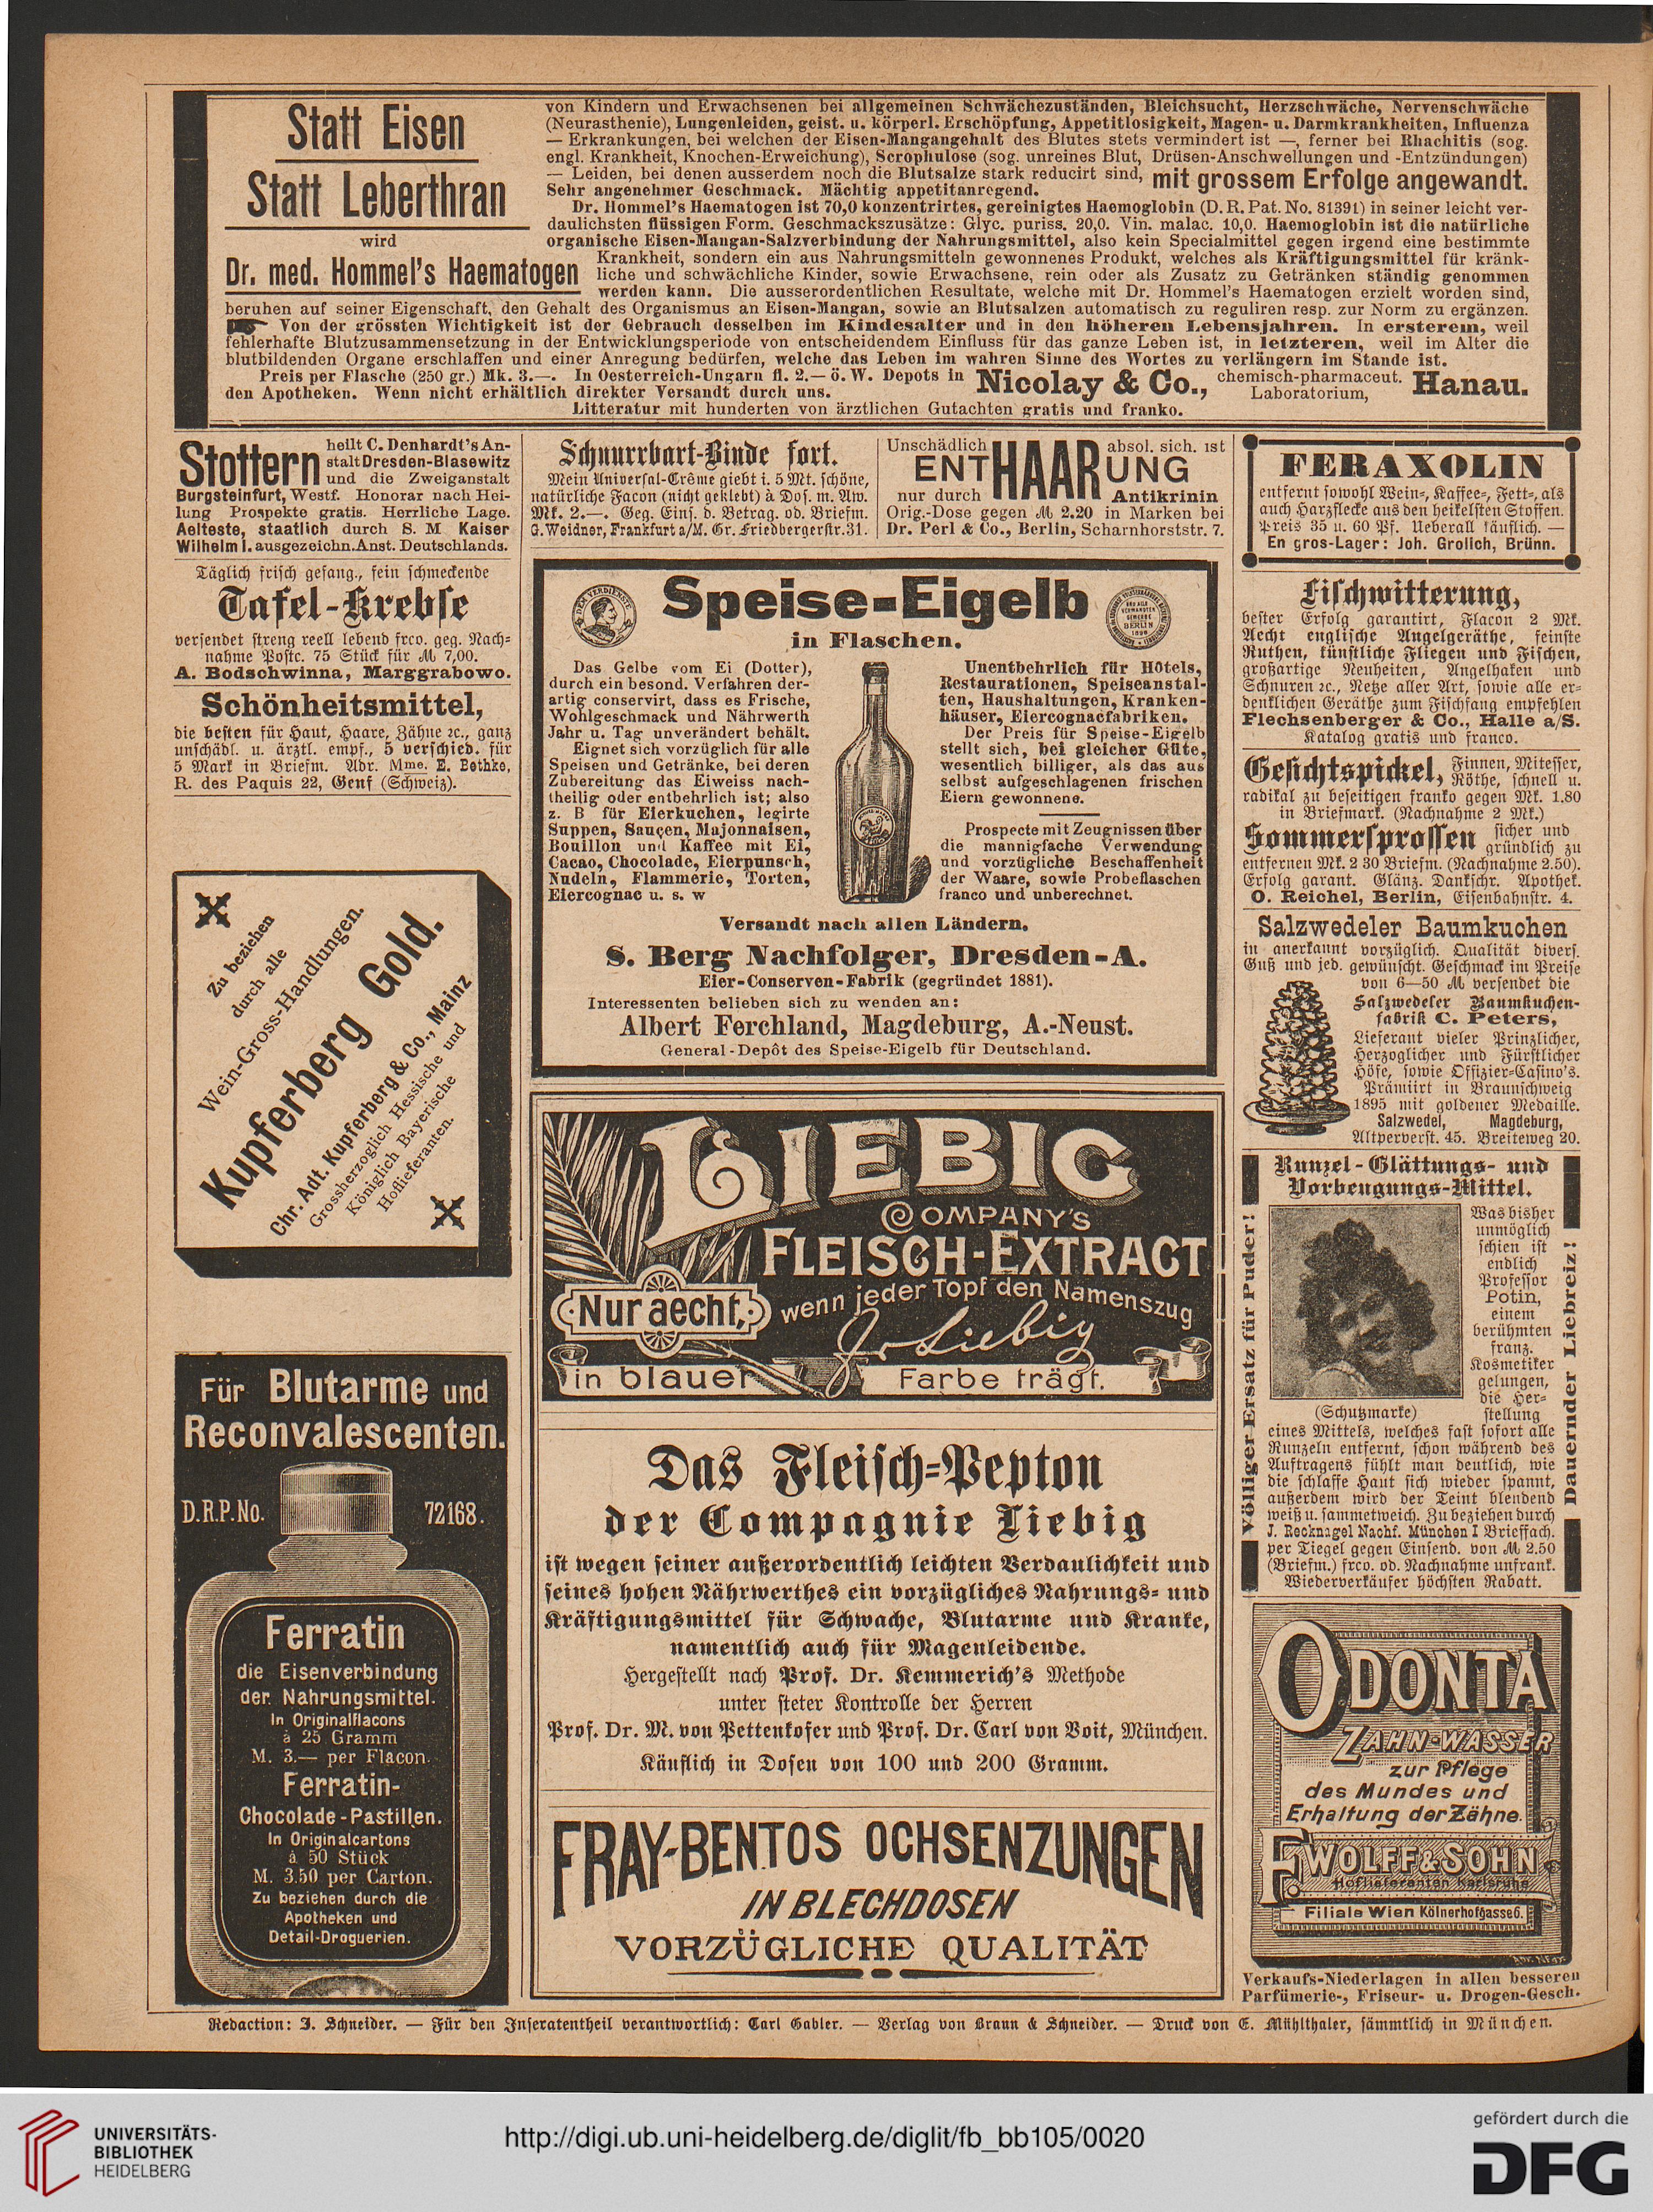 Statt Eisen
Statt Leberthran
wird
Dr. med. Hommel's Haematogen
von Kindern und Erwachsenen bei allgemeinen Schwächezuständen, Bleichsucht, Herzschwäche, Nervenschwäche
(Neurasthenie), Lungenleiden, geist. u. körperl. Erschöpfung, Appetitlosigkeit, Magen- u. Darmkrankheiten, Influenza
— Erkrankungen, bei welchen der Eisen-Mangangehalt des Blutes stets vermindert ist —, ferner bei Rhachitis (sog.
engl. Krankheit, Knochen-Erweichung), Scrophulose (sog. unreines Blut, Drüsen-Anschwellungen und -Entzündungen)
— Leiden, bei denen ausserdem noch die Blutsalze stark reducirt sind, mit grossem Erfolge angewandt.
Sehr angenehmer Geschmack. Mächtig appetitanregend.
Dr. Hommel's Haematogen ist 70,0 konzentrirtes, gereinigtes Haemoglobin (D. R. Pat. No. 81391) in seiner leicht ver-
daulichsten flüssigen Form. Geschmackszusätze: Glyc. puriss. 20,0. Vin. malac. 10,0. Haemoglobin ist die natürliche
organische Eisen-Mangan-Salzverbindung der Nahrungsmittel, also kein Specialmittel gegen irgend eine bestimmte
Krankheit, sondern ein aus Nahrungsmitteln gewonnenes Produkt, welches als Kräftigungsmittel für kränk-
liche und schwächliche Kinder, sowie Erwachsene, rein oder als Zusatz zu Getränken ständig genommen
werden kann. Die ausserordentlichen Resultate, welche mit Dr. Hommel's Haematogen erzielt worden sind,
beruhen auf seiner Eigenschaft, den Gehalt des Organismus an Eisen-Mangan, sowie an Blutsalzen automatisch zu reguliren resp. zur Norm zu ergänzen.
Von der grössten Wichtigkeit ist der Gebrauch desselben im Kindesalter und in den höheren Lebensjahren. In ersterem, weil
fehlerhafte Blutzusammensetzung in der Entwicklungsperiode von entscheidendem Einfluss für das ganze Leben ist, in letzteren, weil im Alter die
blutbildenden Organe erschlaffen und einer Anregung bedürfen, welche das Leben im wahren Sinne des Wortes zu verlängern im Stande ist.
Preis per Flasche (250 gr.) Mk. 3.—. In Oesterreich-Ungarn fl. 2.— ö. W. Depots in
den Apotheken. Wenn nicht erhältlich direkter Versandt durch uns.
Nicolay & Co., chemisch-pharmaceut. Laboratorium, Hanau.
Litteratur mit hunderten von ärztlichen Gutachten gratis und franko.
Stottern heilt C. Denhardt's An-
stalt Dresden-Blasewitz
und die Zweiganstalt
Burgsteinfurt, Westf. Honorar nach Hei-
lung Prospekte gratis. Herrliche Lage.
Aelteste, staatlich durch S. M Kaiser
Wilhelm I. ausgezeichn. Anst. Deutschlands.
Täglich frisch gefang., fein schmeckende
Tafel-Krebse
versendet streng reell lebend frco. geg. Nach-
nahme Postc. 75 Stück für M 7,00.
A. Bodschwinna, Marggrabowo.
Schönheitsmittel,
die besten für Haut, Haare, Zähne ꝛc., ganz
unschädl. u. ärztl. empf., 5 verschied. für
5 Mark in Briefm. Adr. Mme. E. Bethke,
R. des Paquis 22, Genf (Schweiz).
Zu beziehen
durch alle
Wein-Gross-Handlungen.
Kupferberg Gold.
Chr. Adt. Kupferberg & Co., Mainz
Grossherzoglich Hessische und
Königlich Bayerische
Hoflieferanten.
Für Blutarme und
Reconvalescenten.
D.R.P. No. 72168.
Ferratin
die Eisenverbindung
der Nahrungsmittel.
In Originalflacons
à 25 Gramm
M. 3.— per Flacon.
Ferratin-
Chocolade-Pastillen.
In Originalcartons
à 50 Stück
M. 3.50 per Carton.
Zu beziehen durch die
Apotheken und
Detail-Droguerien.
Schnurrbart-Binde fort.
Mein Universal-Crême giebt i. 5 Mt. schöne,
natürliche Facon (nicht geklebt) à Dos. m. Aw.
Mk. 2.—. Geg. Eins. d. Betrag. od. Briefm.
G. Weidner, Frankfurt a/M. Gr. Friedbergerstr. 31.
Unschädlich absol. sich. ist
ENTHAARUNG
nur durch Antikrinin
Orig.-Dose gegen M 2.20 in Marken bei
Dr. Perl & Co., Berlin, Scharnhorststr. 7.
DEM VERDIENSTE
Speise-Eigelb
BERLIN
1896
in Flaschen.
Das Gelbe vom Ei (Dotter),
durch ein besond. Verfahren der-
artig conservirt, dass es Frische,
Wohlgeschmack und Nährwerth
Jahr u. Tag unverändert behält.
Eignet sich vorzüglich für alle
Speisen und Getränke, bei deren
Zubereitung das Eiweiss nach-
theilig oder entbehrlich ist; also
z. B für Eierkuchen, legirte
Suppen, Saucen, Majonnaisen,
Bouillon und Kaffee mit Ei,
Cacao, Chocolade, Eierpunsch,
Nudeln, Flammerie, Torten,
Eiercognac u. s. w
Unentbehrlich für Hôtels,
Restaurationen, Speiseanstal-
ten, Haushaltungen, Kranken-
häuser, Eiercognacfabriken.
Der Preis für Speise-Eigelb
stellt sich, bei gleicher Güte,
wesentlich billiger, als das aus
selbst aufgeschlagenen frischen
Eiern gewonnene.
Prospecte mit Zeugnissen über
die mannigfache Verwendung
und vorzügliche Beschaffenheit
der Waare, sowie Probeflaschen
franco und unberechnet.
Versandt nach allen Ländern.
S. Berg Nachfolger, Dresden-A.
Eier-Conserven-Fabrik (gegründet 1881).
Interessenten belieben sich zu wenden an:
Albert Ferchland, Magdeburg, A.-Neust.
General-Depôt des Speise-Eigelb für Deutschland.
LIEBIG
COMPANY'S
FLEISCH-EXTRACT
Nur aecht, wenn jeder Topf den Namenszug
J v Liebig
in blauer Farbe trägt.
Das Fleisch-Pepton
der Compagnie Liebig
ist wegen seiner außerordentlich leichten Verdaulichkeit und
seines hohen Nährwerthes ein vorzügliches Nahrungs- und
Kräftigungsmittel für Schwache, Blutarme und Kranke,
namentlich auch für Magenleidende.
Hergestellt nach Prof. Dr. Kemmerich's Methode
unter steter Kontrolle der Herren
Prof. Dr. M. von Pettenkofer und Prof. Dr. Carl von Voit, München.
Käuflich in Dosen von 100 und 200 Gramm.
FRAY-BENTOS OCHSENZUNGEN
IN BLECHDOSEN
VORZÜGLICHE QUALITÄT
FERAXOLIN
entfernt sowohl Wein-, Kaffee-, Fett-, als
auch Harzflecke aus den heikelsten Stoffen.
Preis 35 u. 60 Pf. Ueberall käuflich. —
En gros-Lager: Joh. Grolich, Brünn.
Fischwitterung,
bester Erfolg garantirt, Flacon 2 Mk.
Aecht englische Angelgeräthe, feinste
Ruthen, künstliche Fliegen und Fischen,
großartige Neuheiten, Angelhaken und
Schnuren ꝛc., Netze aller Art, sowie alle er-
denklichen Geräthe zum Fischfang empfehlen
Flechsenberger & Co., Halle a/S.
Katalog gratis und franco.
Gesichtspickel, Finnen, Mitesser,
Röthe, schnell u.
radikal zu beseitigen franko gegen Mk. 1.80
in Briefmark. (Nachnahme 2 Mk.)
Sommersprossen sicher und
gründlich zu
entfernen Mk. 2 30 Briefm. (Nachnahme 2.50).
Erfolg garant. Glänz. Dankschr. Apothek.
O. Reichel, Berlin, Eisenbahnstr. 4.
Salzwedeler Baumkuchen
in anerkannt vorzüglich. Qualität divers.
Guß und jed. gewünscht. Geschmack im Preise
von 6—50 M versendet die
Salzwedeler Baumkuchen-
fabrik C. Peters,
Lieferant vieler Prinzlicher,
Herzoglicher und Fürstlicher
Höfe, sowie Offizier-Casino's.
Prämiirt in Braunschweig
1895 mit goldener Medaille.
Salzwedel, Magdeburg,
Altperverst. 45. Breiteweg 20.
Runzel-Glättungs- und
Vorbeugungs-Mittel.
Völliger Ersatz für Puder!
Dauernder Liebreiz!
Was bisher
unmöglich
schien ist
endlich
Professor
Potin,
einem
berühmten
franz.
Kosmetiker
gelungen,
die Her-
(Schutzmarke) stellung
eines Mittels, welches fast sofort alle
Runzeln entfernt, schon während des
Auftragens fühlt man deutlich, wie
die schlaffe Haut sich wieder spannt,
außerdem wird der Teint blendend
weiß u. sammetweich. Zu beziehen durch
J. Recknagel Nachf. München I Brieffach.
per Tiegel gegen Einsend. von M 2.50
(Briefm.) frco. od. Nachnahme unfrank.
Wiederverkäufer höchsten Rabatt.
ODONTA
ZAHN-WASSER
zur Pflege
des Mundes und
Erhaltung der Zähne.
F. WOLFF & SOHN
Hoflieferanten Karlsruhe
Filiale Wien Kölnerhofgasse 6.
Verkaufs-Niederlagen in allen besseren
Parfümerie-, Friseur- u. Drogen-Gesch.
Redaction: J. Schneider. — Für den Inseratentheil verantwortlich: Carl Gabler. — Verlag von Braun & Schneider. — Druck von E. Mühlthaler, sämmtlich in München.
UNIVERSITÄTS-
BIBLIOTHEK
HEIDELBERG
http://digi.ub.uni-heidelberg.de/diglit/fb_bb105/0020
gefördert durch die
DFG